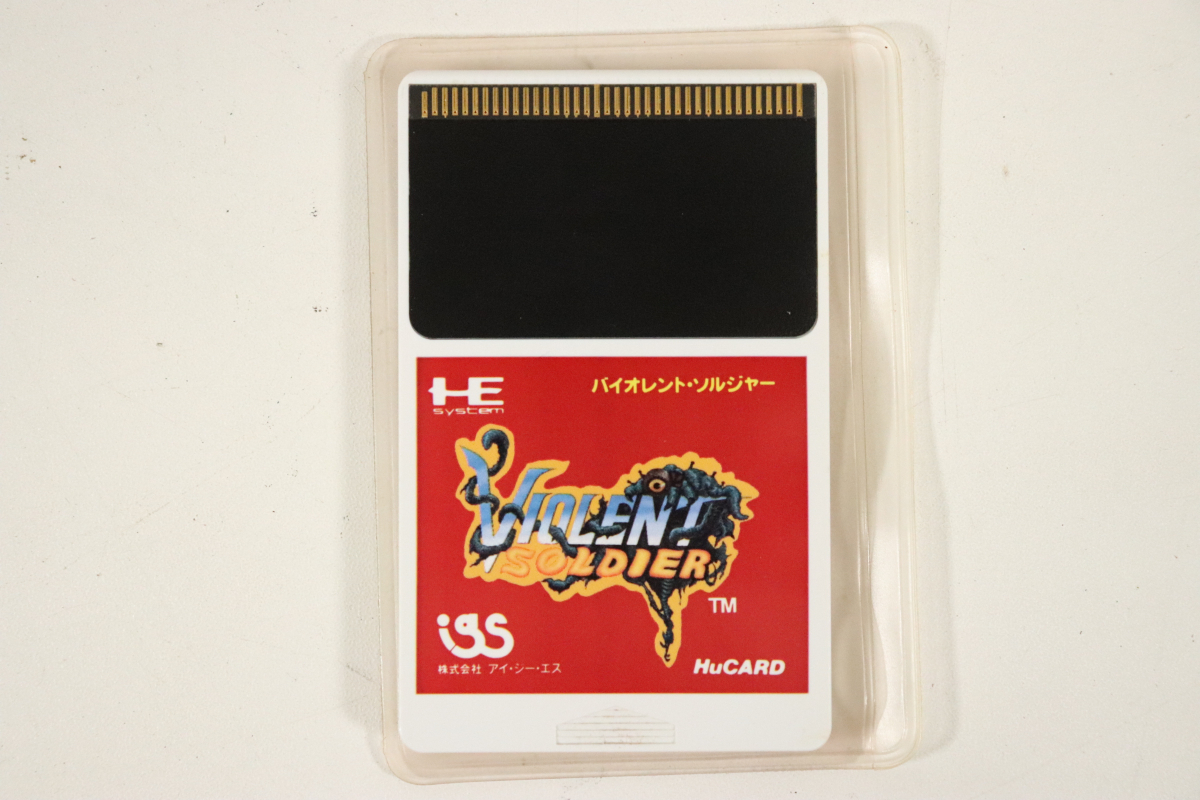 HE
system
バイオレント・ソルジャー
VIOLENT
SOLDIER
TM
igs
株式会社 アイ・ジー・エス
HuCARD